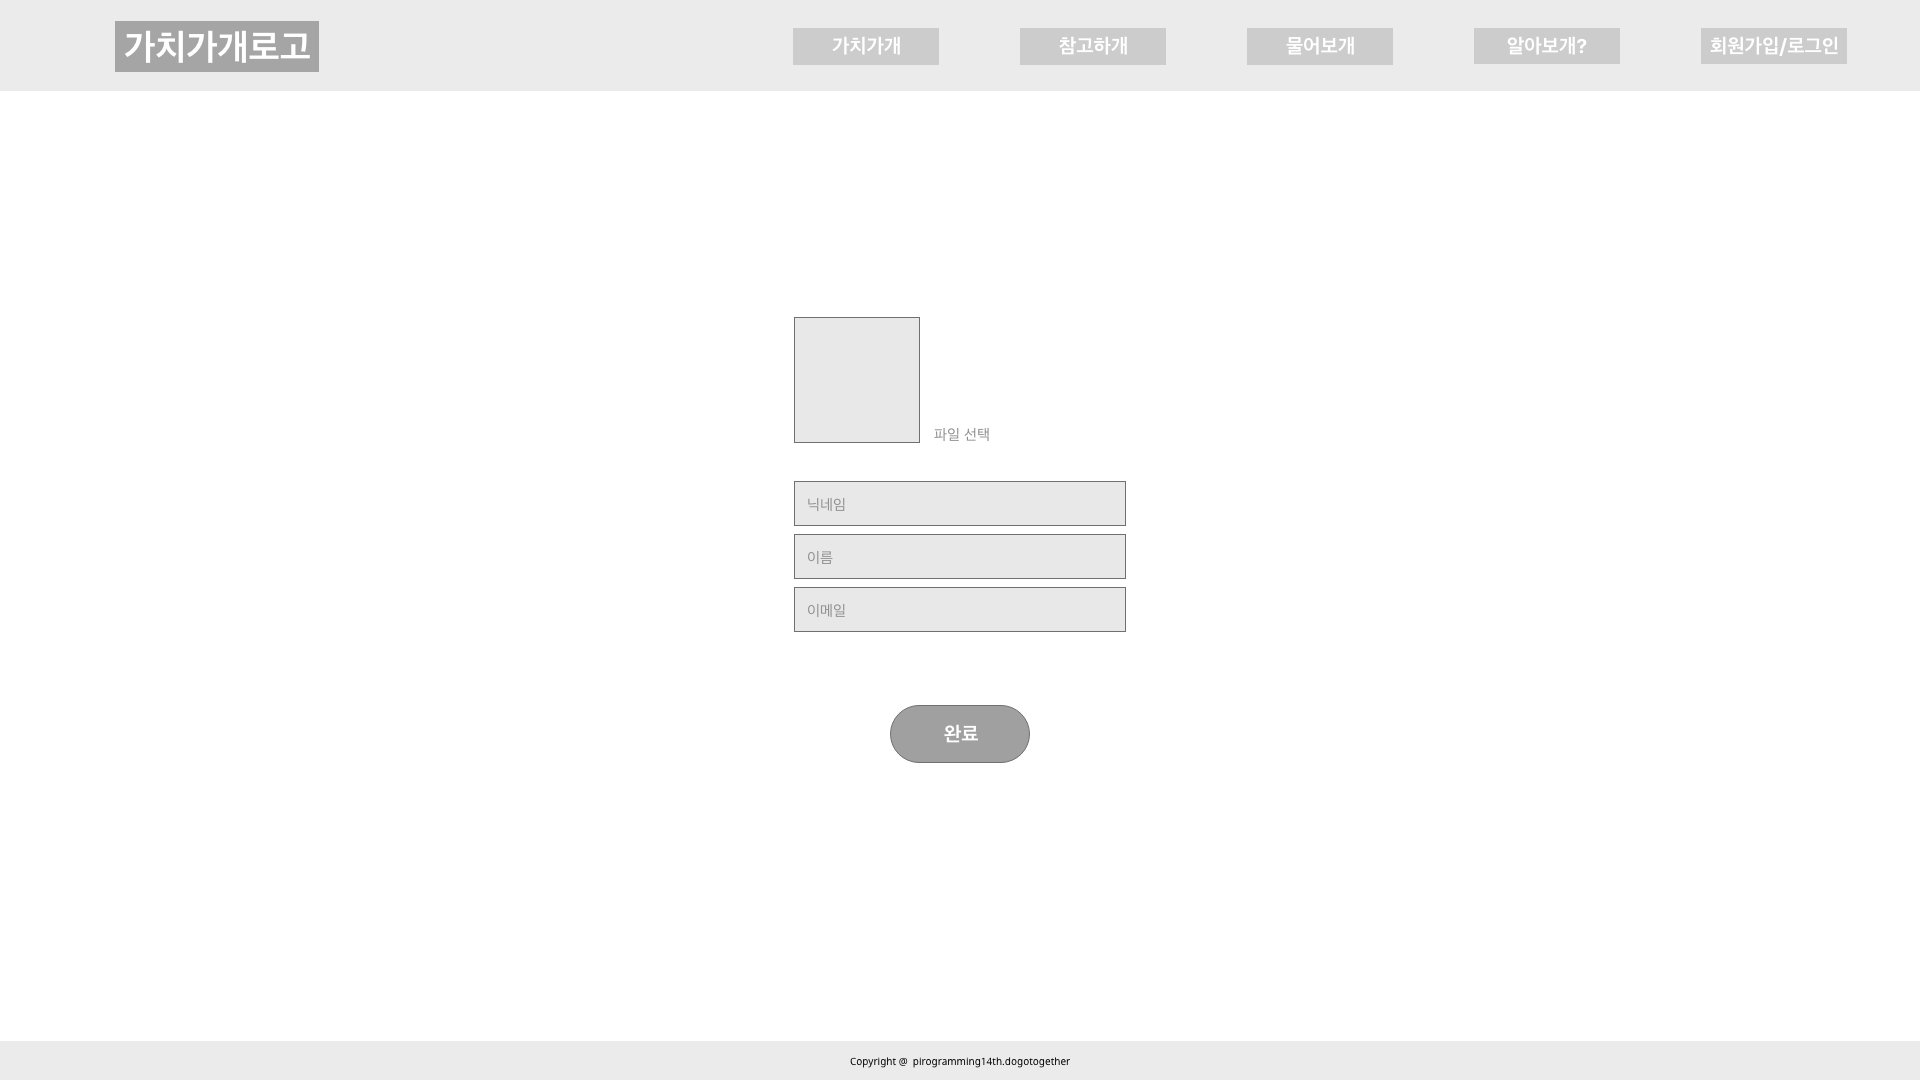 가치가개로고
가치가개
참고하개
물어보개
알아보개?
회원가입/로그인
파일 선택
닉네임
이름
이메일
완료
Copyright @ pirogramming14th.dogotogether